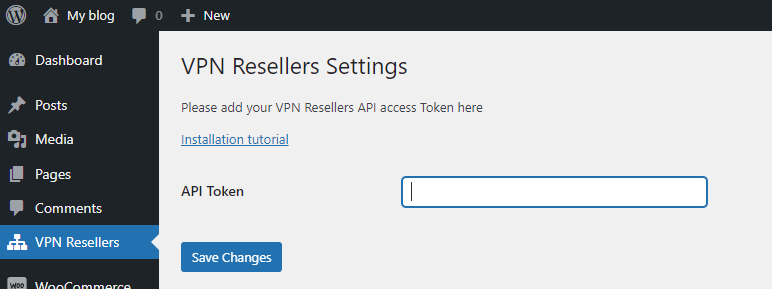 My blog 0 New
Dashboard
Posts
Media
Pages
Comments
VPN Resellers
WooCommerce
VPN Resellers Settings
Please add your VPN Resellers API access Token here
Installation tutorial
API Token
Save Changes